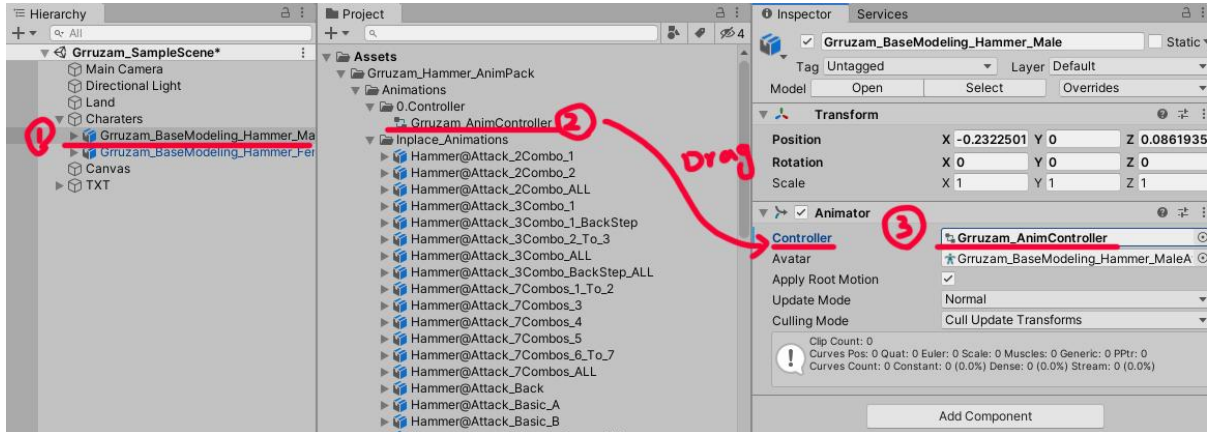 Hierarchy
All
Grruzam_SampleScene*
Main Camera
Directional Light
Land
Charaters
Grruzam_BaseModeling_Hammer_Ma
Grruzam_BaseModeling_Hammer_Fer
Canvas
TXT
1
Project
4
Assets
Grruzam_Hammer_AnimPack
Animations
0.Controller
Grruzam_AnimController
2
Inplace_Animations
Hammer@Attack_2Combo_1
Hammer@Attack_2Combo_2
Hammer@Attack_2Combo_ALL
Hammer@Attack_3Combo_1
Hammer@Attack_3Combo_1_BackStep
Hammer@Attack_3Combo_2_To_3
Hammer@Attack_3Combo_ALL
Hammer@Attack_3Combo_BackStep_ALL
Hammer@Attack_7Combos_1_To_2
Hammer@Attack_7Combos_3
Hammer@Attack_7Combos_4
Hammer@Attack_7Combos_5
Hammer@Attack_7Combos_6_To_7
Hammer@Attack_7Combos_ALL
Hammer@Attack_Back
Hammer@Attack_Basic_A
Hammer@Attack_Basic_B
Drag
Inspector Services
Grruzam_BaseModeling_Hammer_Male Static
Tag Untagged Layer Default
Model Open Select Overrides
Transform
Position X -0.2322501 Y 0 Z 0.0861935
Rotation X 0 Y 0 Z 0
Scale X 1 Y 1 Z 1
Animator
3
Controller Grruzam_AnimController
Avatar Grruzam_BaseModeling_Hammer_MaleA
Apply Root Motion
Update Mode Normal
Culling Mode Cull Update Transforms
Clip Count: 0
Curves Pos: 0 Quat: 0 Euler: 0 Scale: 0 Muscles: 0 Generic: 0 PPtr: 0
Curves Count: 0 Constant: 0 (0.0%) Dense: 0 (0.0%) Stream: 0 (0.0%)
Add Component